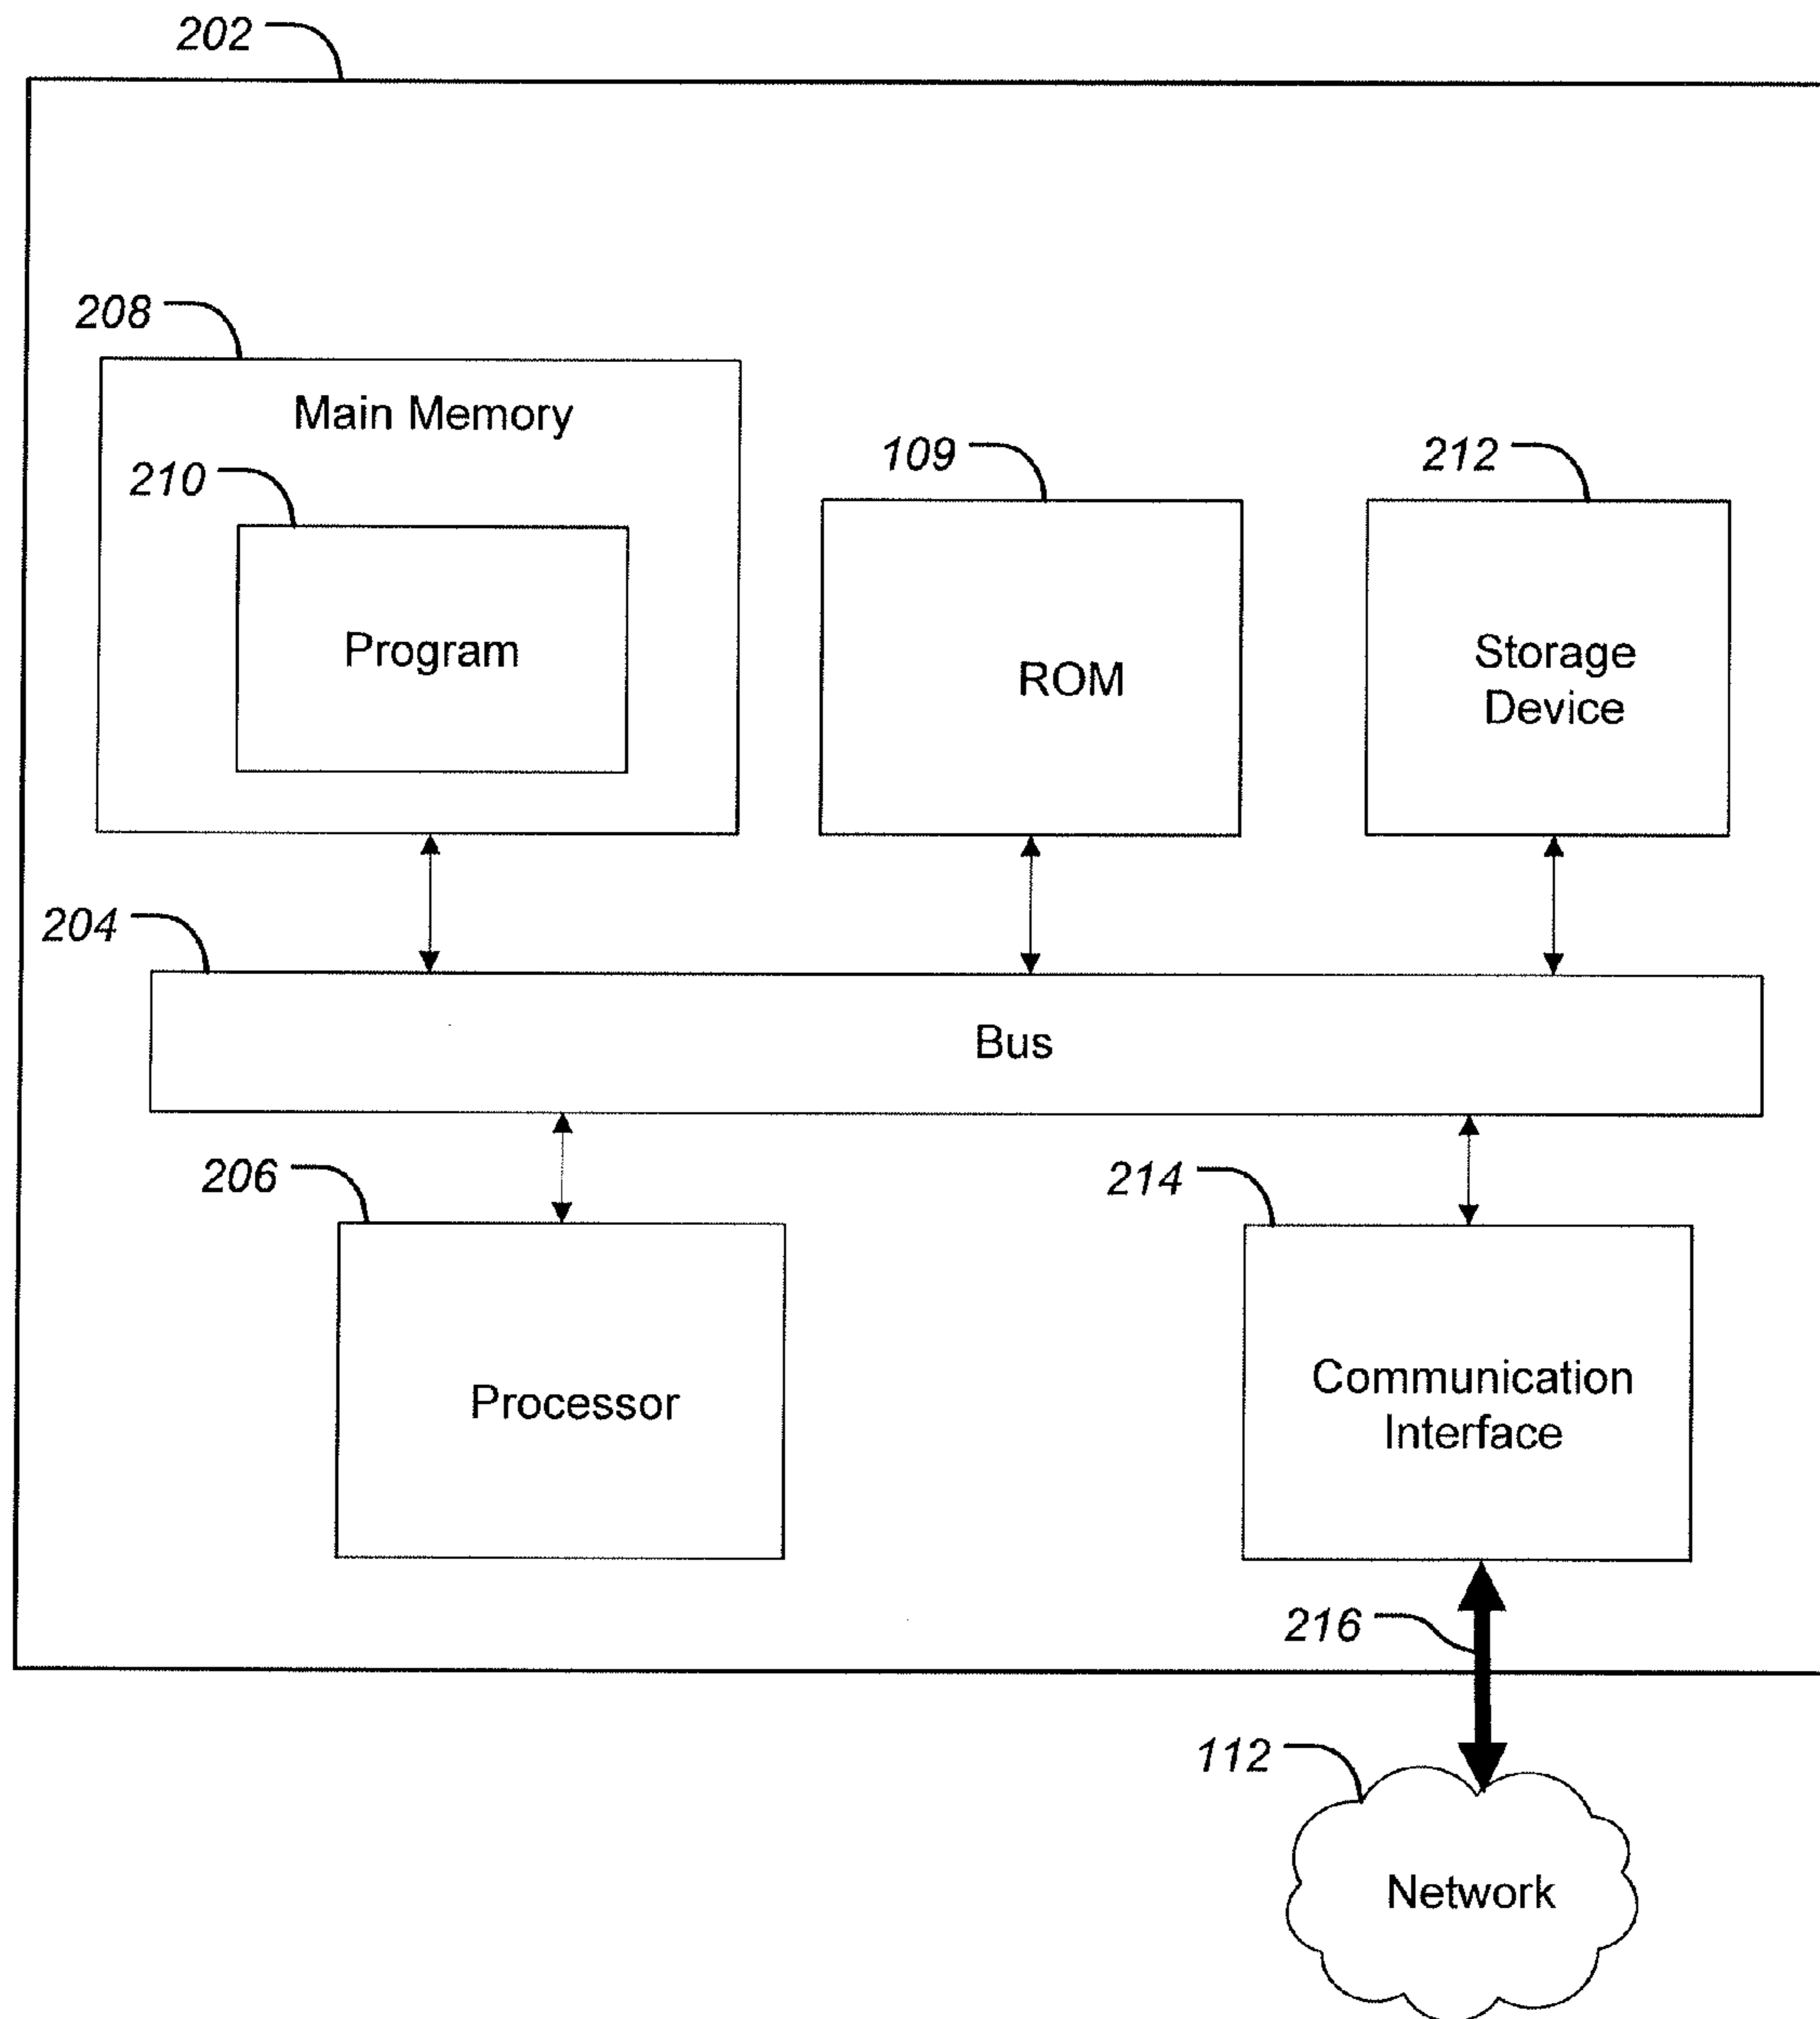 202
208
Main Memory
210
Program
109
ROM
212
Storage
Device
204
Bus
206
Processor
214
Communication
Interface
216
112
Network